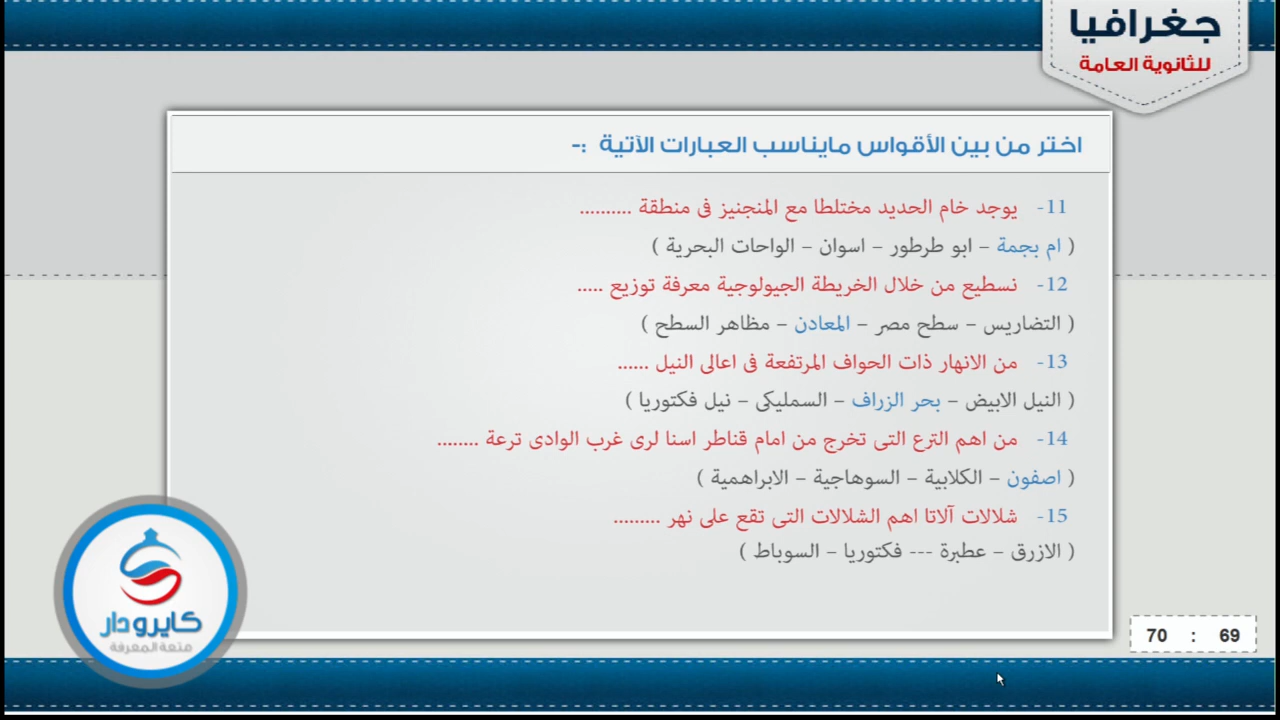 جغرافيا
للثانوية العامة
اختر من بين الأقواس مايناسب العبارات الآتية :-
11- يوجد خام الحديد مختلطا مع المنجنيز فى منطقة ..........
( ام بجمة – ابو طرطور – اسوان – الواحات البحرية )
12- نسطيع من خلال الخريطة الجيولوجية معرفة توزيع .....
( التضاريس – سطح مصر – المعادن – مظاهر السطح )
13- من الانهار ذات الحواف المرتفعة فى اعالى النيل ......
( النيل الابيض – بحر الزراف – السمليكى – نيل فكتوريا )
14- من اهم الترع التى تخرج من امام قناطر اسنا لرى غرب الوادى ترعة ........
( اصفون – الكلابية – السوهاجية – الابراهمية )
15- شلالات آلاتا اهم الشلالات التى تقع على نهر .........
( الازرق – عطبرة --- فكتوريا – السوباط )
كايرودار
متعة المعرفة
70 : 69